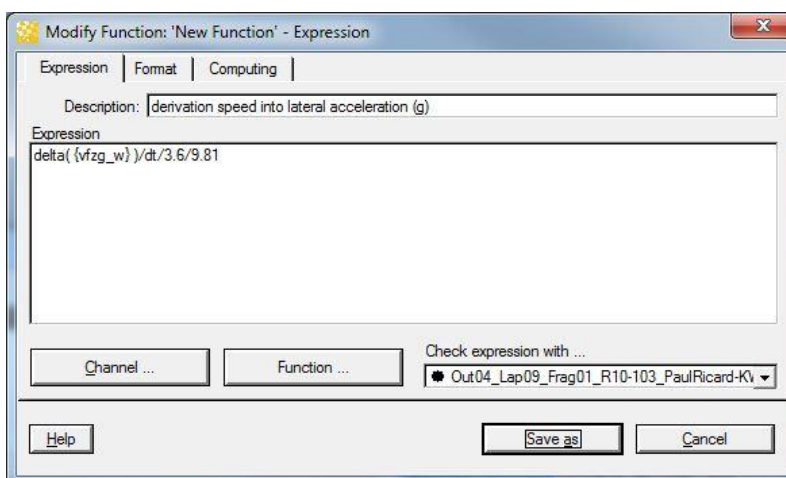 Modify Function: 'New Function' - Expression
Expression Format Computing
Description: derivation speed into lateral acceleration (g)
Expression
delta( {vfzg_w} )/dt/3.6/9.81
Check expression with ...
Channel ... Function ... Out04_Lap09_Frag01_R10-103_PaulRicard-KV
Help Save as Cancel